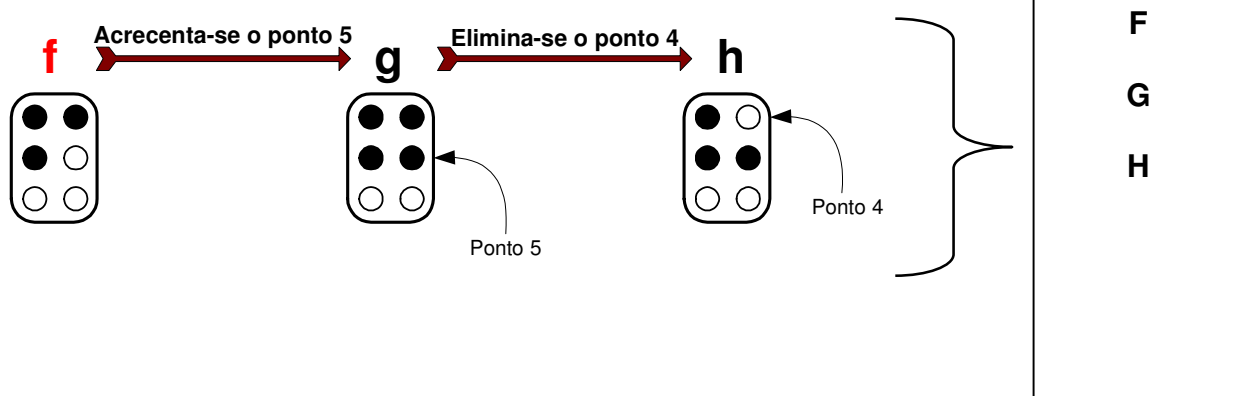 Acrecenta-se o ponto 5
Elimina-se o ponto 4
f
g
h
Ponto 5
Ponto 4
F
G
H